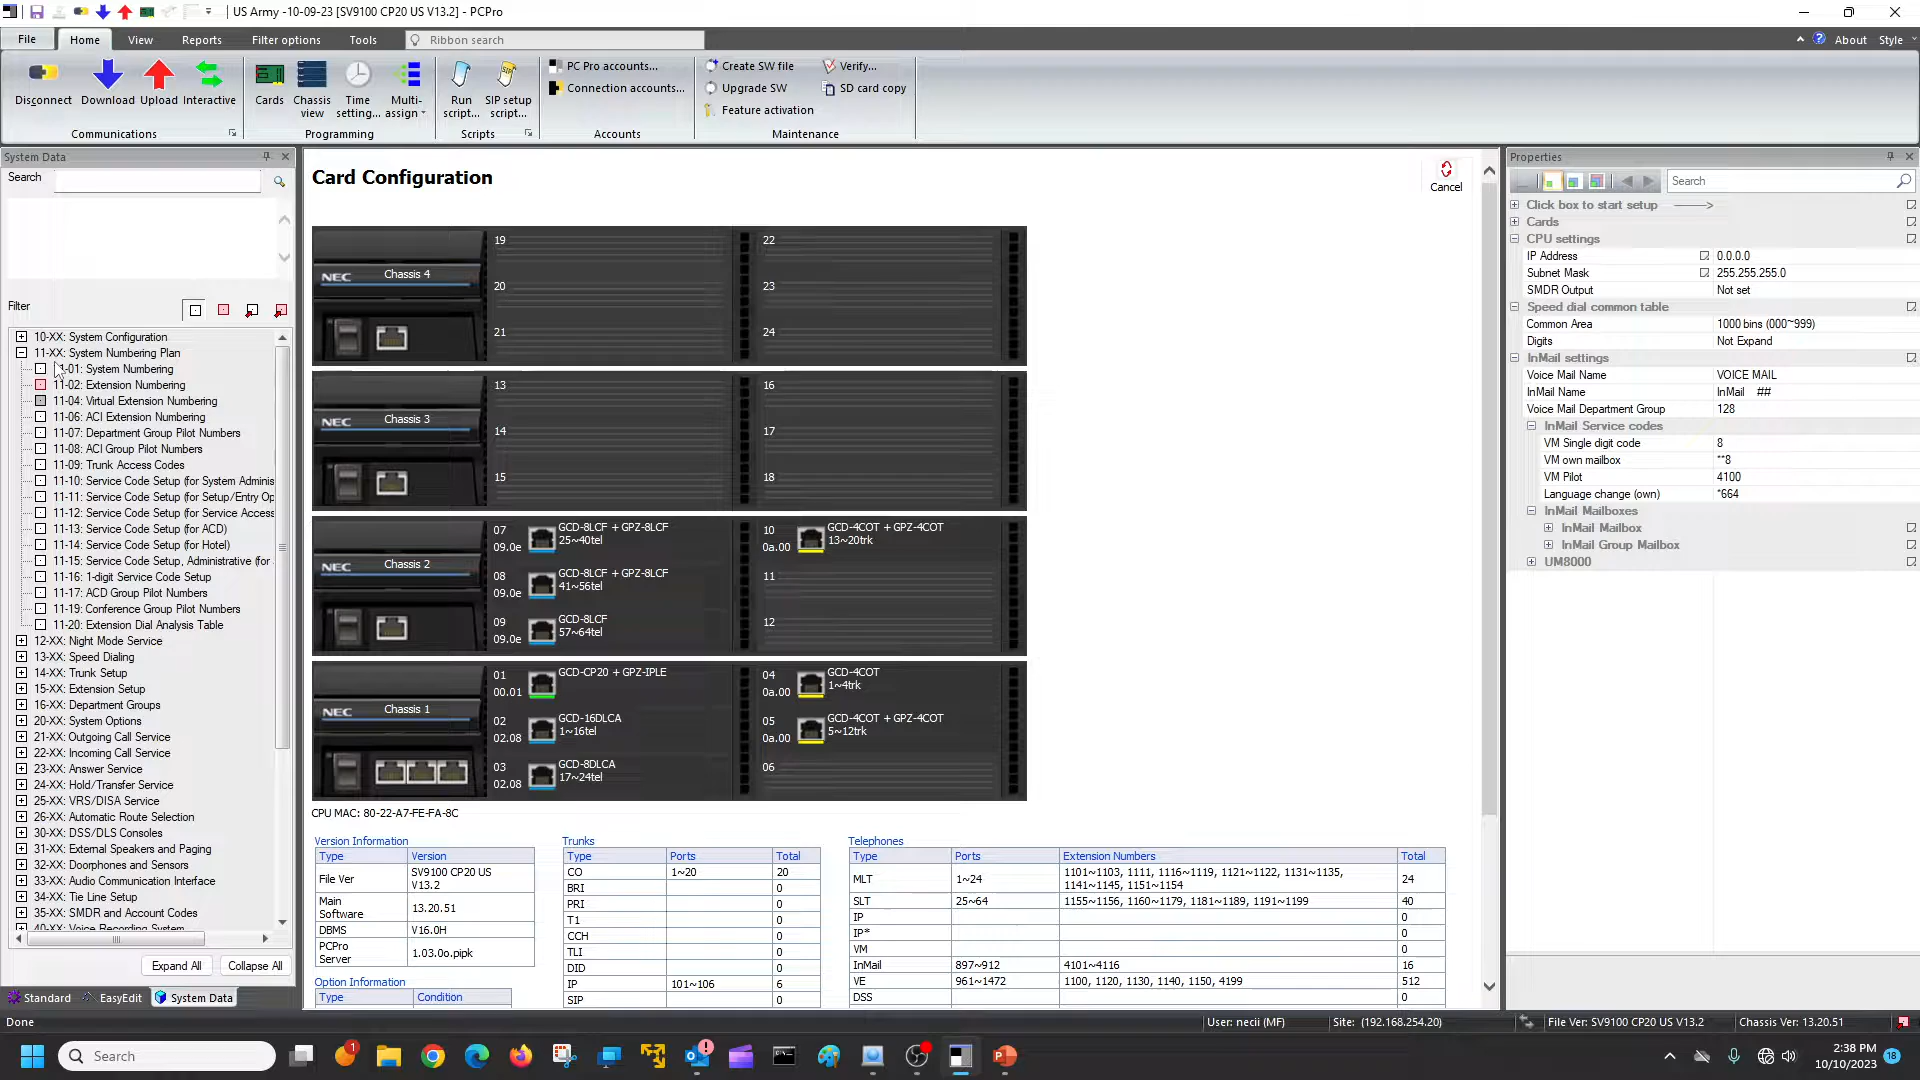 US Army -10-09-23 [SV9100 CP20 US V13.2] - PCPro
File Home View Reports Filter options Tools Ribbon search About Style
Disconnect Download Upload Interactive
Communications
Cards Chassis view Time setting... Multi-assign
Programming
Run script... SIP setup script...
Scripts
PC Pro accounts...
Connection accounts...
Accounts
Create SW file Verify...
Upgrade SW SD card copy
Feature activation
Maintenance
System Data
Search
Filter
10-XX: System Configuration
11-XX: System Numbering Plan
11-01: System Numbering
11-02: Extension Numbering
11-04: Virtual Extension Numbering
11-06: ACI Extension Numbering
11-07: Department Group Pilot Numbers
11-08: ACI Group Pilot Numbers
11-09: Trunk Access Codes
11-10: Service Code Setup (for System Adminis
11-11: Service Code Setup (for Setup/Entry Op
11-12: Service Code Setup (for Service Access
11-13: Service Code Setup (for ACD)
11-14: Service Code Setup (for Hotel)
11-15: Service Code Setup, Administrative (for
11-16: 1-digit Service Code Setup
11-17: ACD Group Pilot Numbers
11-19: Conference Group Pilot Numbers
11-20: Extension Dial Analysis Table
12-XX: Night Mode Service
13-XX: Speed Dialing
14-XX: Trunk Setup
15-XX: Extension Setup
16-XX: Department Groups
20-XX: System Options
21-XX: Outgoing Call Service
22-XX: Incoming Call Service
23-XX: Answer Service
24-XX: Hold/Transfer Service
25-XX: VRS/DISA Service
26-XX: Automatic Route Selection
30-XX: DSS/DLS Consoles
31-XX: External Speakers and Paging
32-XX: Doorphones and Sensors
33-XX: Audio Communication Interface
34-XX: Tie Line Setup
35-XX: SMDR and Account Codes
40-XX: Voice Recording System
Expand All Collapse All
Standard EasyEdit System Data
Card Configuration
Cancel
NEC Chassis 4
19 22
20 23
21 24
NEC Chassis 3
13 16
14 17
15 18
NEC Chassis 2
07 09.0e GCD-8LCF + GPZ-8LCF 25~40tel
10 0a.00 GCD-4COT + GPZ-4COT 13~20trk
08 09.0e GCD-8LCF + GPZ-8LCF 41~56tel
11
09 09.0e GCD-8LCF 57~64tel
12
NEC Chassis 1
01 00.01 GCD-CP20 + GPZ-IPLE
04 0a.00 GCD-4COT 1~4trk
02 02.08 GCD-16DLCA 1~16tel
05 0a.00 GCD-4COT + GPZ-4COT 5~12trk
03 02.08 GCD-8DLCA 17~24tel
06
CPU MAC: 80-22-A7-FE-FA-8C
Version Information
Type Version
File Ver SV9100 CP20 US V13.2
Main Software 13.20.51
DBMS V16.0H
PCPro Server 1.03.0o.pipk
Option Information
Type Condition
Trunks
Type Ports Total
CO 1~20 20
BRI 0
PRI 0
T1 0
CCH 0
TLI 0
DID 0
IP 101~106 6
SIP 0
Telephones
Type Ports Extension Numbers Total
MLT 1~24 1101~1103, 1111, 1116~1119, 1121~1122, 1131~1135, 1141~1145, 1151~1154 24
SLT 25~64 1155~1156, 1160~1179, 1181~1189, 1191~1199 40
IP 0
IP* 0
VM 0
InMail 897~912 4101~4116 16
VE 961~1472 1100, 1120, 1130, 1140, 1150, 4199 512
DSS 0
Properties
Search
Click box to start setup ----->
Cards
CPU settings
IP Address 0.0.0.0
Subnet Mask 255.255.255.0
SMDR Output Not set
Speed dial common table
Common Area 1000 bins (000~999)
Digits Not Expand
InMail settings
Voice Mail Name VOICE MAIL
InMail Name InMail ##
Voice Mail Department Group 128
InMail Service codes
VM Single digit code 8
VM own mailbox **8
VM Pilot 4100
Language change (own) *664
InMail Mailboxes
InMail Mailbox
InMail Group Mailbox
UM8000
Done User: necii (MF) Site: (192.168.254.20) File Ver: SV9100 CP20 US V13.2 Chassis Ver: 13.20.51
Search 1 2:38 PM
10/10/2023 18